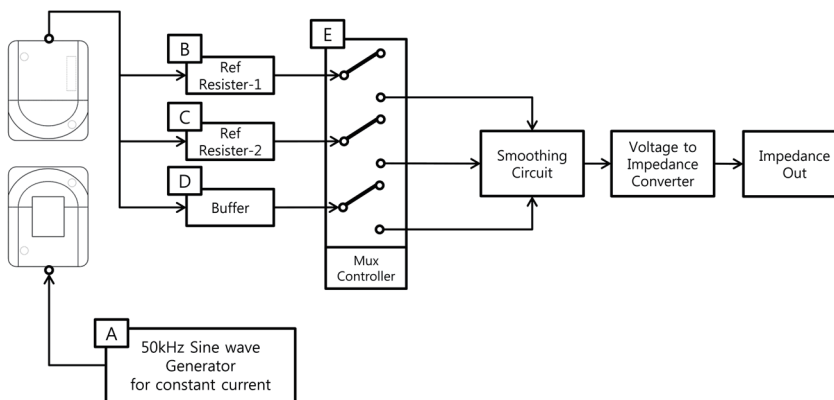 B
Ref
Resister-1
C
Ref
Resister-2
D
Buffer
E
Mux
Controller
Smoothing
Circuit
Voltage to
Impedance
Converter
Impedance
Out
A
50kHz Sine wave
Generator
for constant current